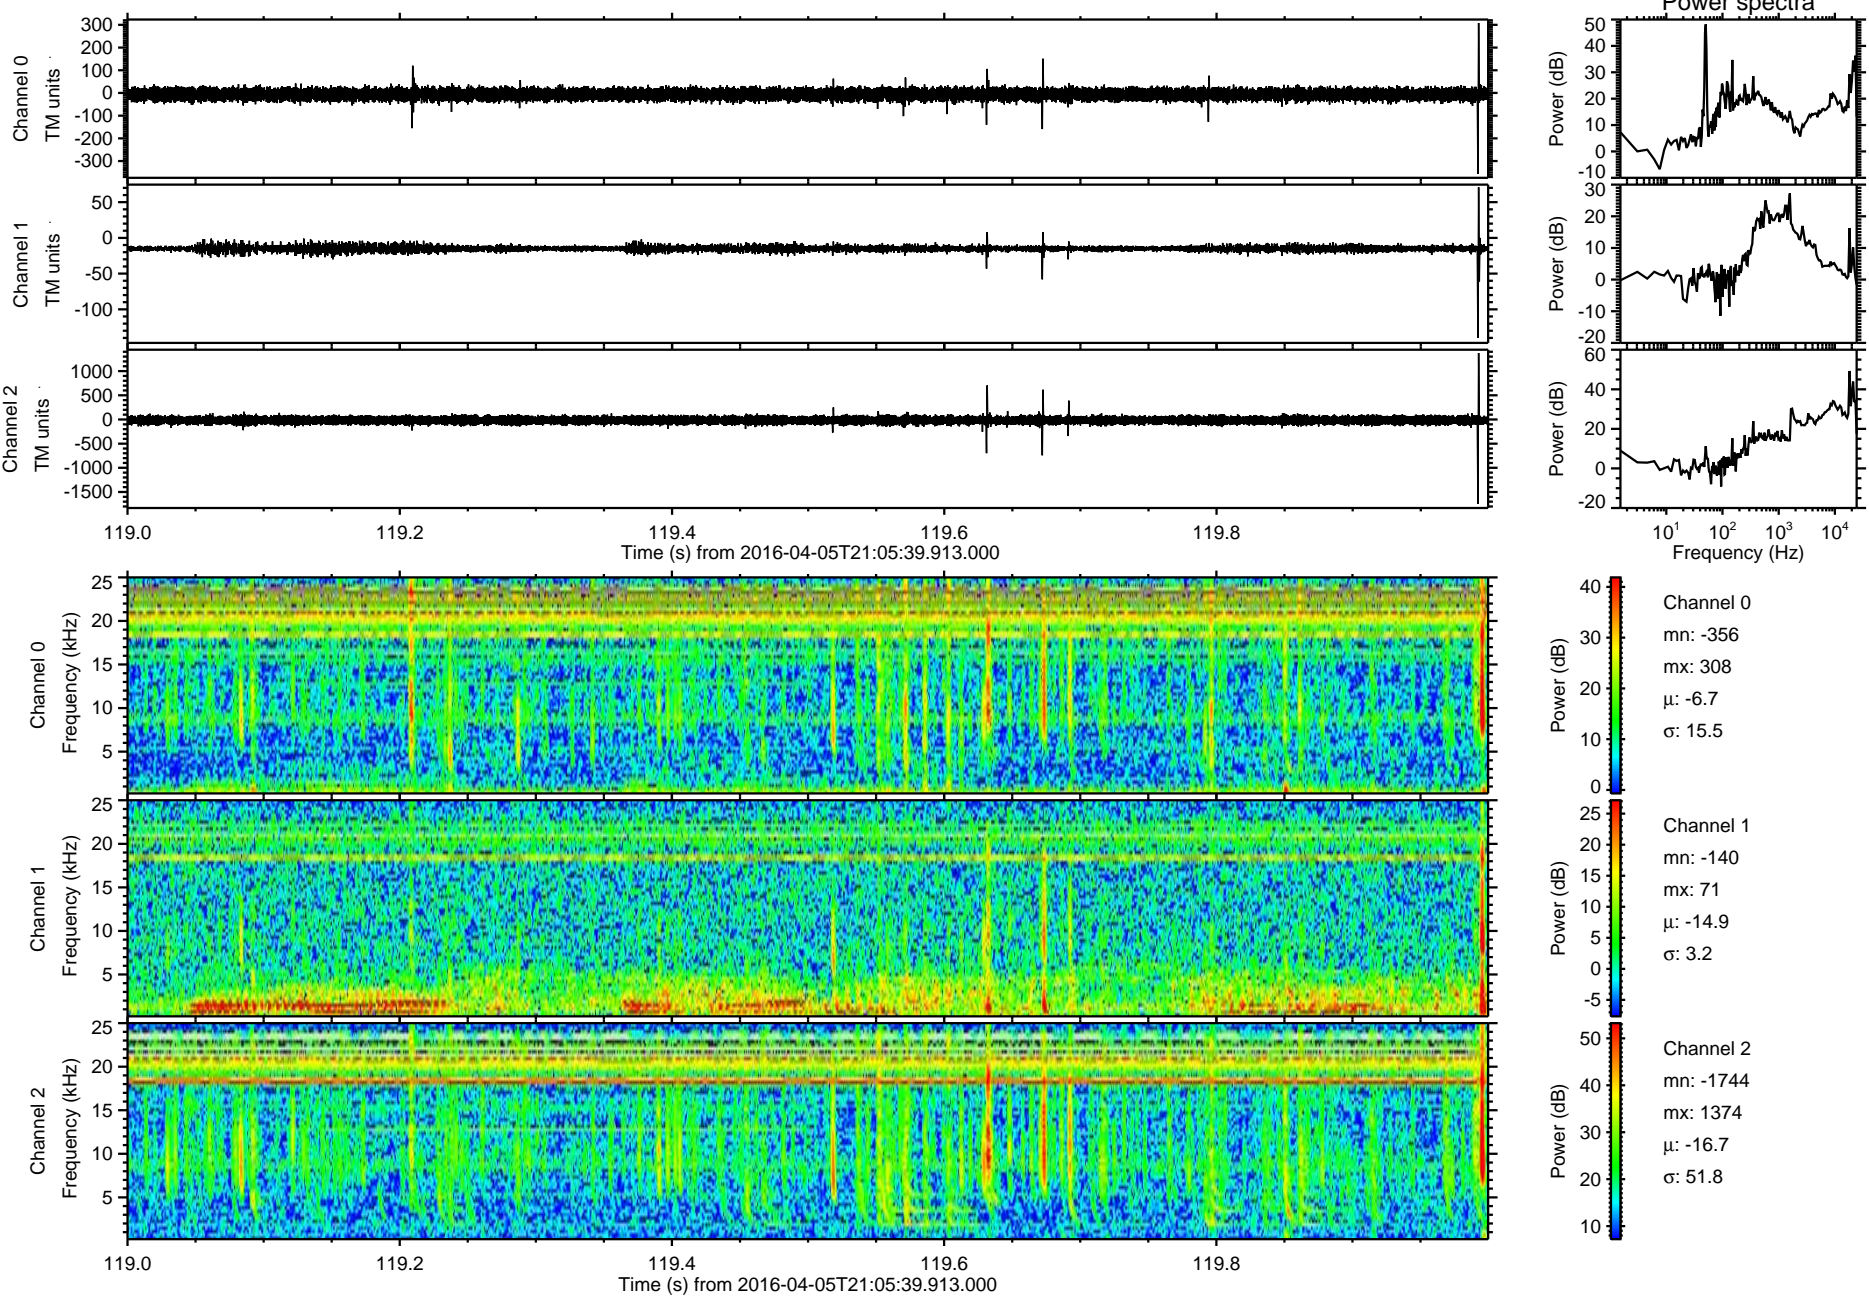 Power spectra
Channel 0
TM units
300
200
100
0
-100
-200
-300
Power (dB)
50
40
30
20
10
0
-10
Channel 1
TM units
50
0
-50
-100
Power (dB)
30
20
10
0
-10
-20
Channel 2
TM units
1000
500
0
-500
-1000
-1500
Power (dB)
60
40
20
0
-20
119.0 119.2 119.4 119.6 119.8
Time (s) from 2016-04-05T21:05:39.913.000
10^1 10^2 10^3 10^4
Frequency (Hz)
Channel 0
Frequency (kHz)
25
20
15
10
5
Power (dB)
40
30
20
10
0
Channel 0
mn: -356
mx: 308
μ: -6.7
σ: 15.5
Channel 1
Frequency (kHz)
25
20
15
10
5
Power (dB)
25
20
15
10
5
0
-5
Channel 1
mn: -140
mx: 71
μ: -14.9
σ: 3.2
Channel 2
Frequency (kHz)
25
20
15
10
5
Power (dB)
50
40
30
20
10
Channel 2
mn: -1744
mx: 1374
μ: -16.7
σ: 51.8
119.0 119.2 119.4 119.6 119.8
Time (s) from 2016-04-05T21:05:39.913.000